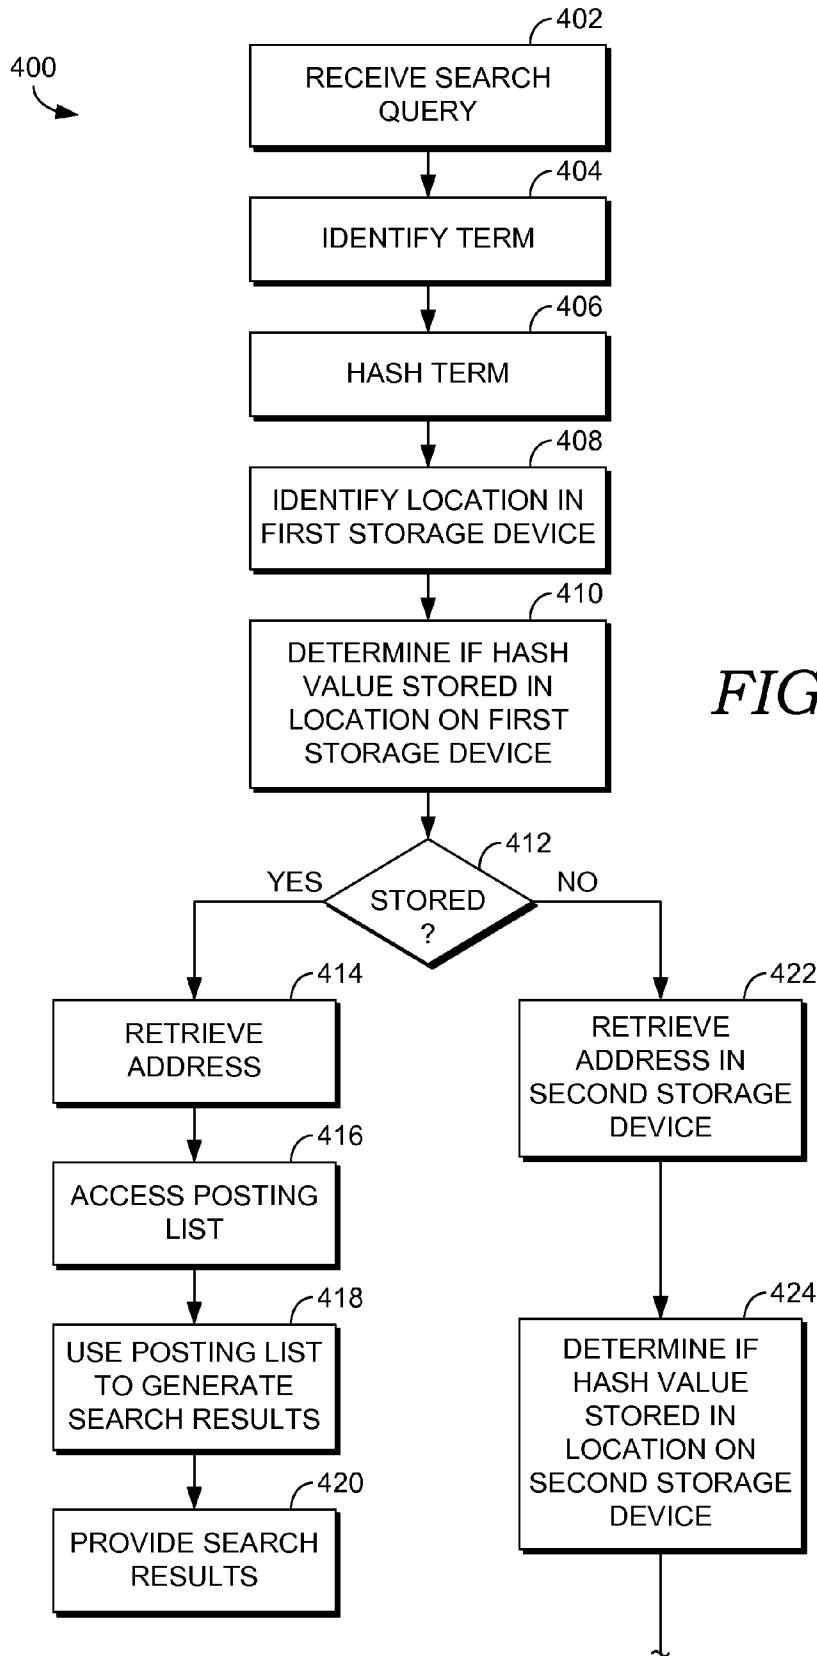 402
400
RECEIVE SEARCH
QUERY
404
IDENTIFY TERM
406
HASH TERM
408
IDENTIFY LOCATION IN
FIRST STORAGE DEVICE
410
DETERMINE IF HASH
VALUE STORED IN
LOCATION ON FIRST
STORAGE DEVICE
FIG
412
YES
STORED
?
NO
414
RETRIEVE
ADDRESS
416
ACCESS POSTING
LIST
418
USE POSTING LIST
TO GENERATE
SEARCH RESULTS
420
PROVIDE SEARCH
RESULTS
422
RETRIEVE
ADDRESS IN
SECOND STORAGE
DEVICE
424
DETERMINE IF
HASH VALUE
STORED IN
LOCATION ON
SECOND STORAGE
DEVICE